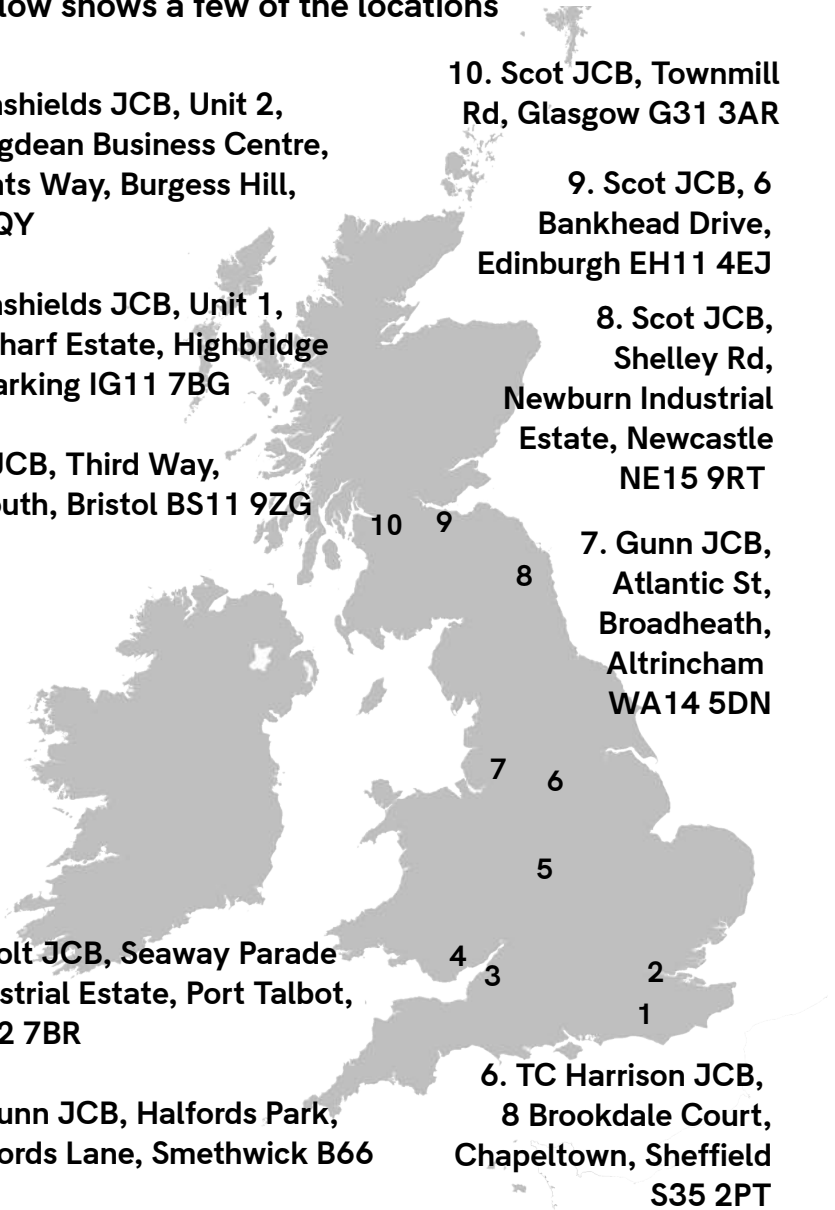 low shows a few of the locations
shields JCB, Unit 2,
gdean Business Centre,
Way, Burgess Hill,
QY
shields JCB, Unit 1,
harf Estate, Highbridge
arking IG11 7BG
JCB, Third Way,
uth, Bristol BS11 9ZG
olt JCB, Seaway Parade
strial Estate, Port Talbot,
2 7BR
unn JCB, Halfords Park,
ords Lane, Smethwick B66
10. Scot JCB, Townmill
Rd, Glasgow G31 3AR
9. Scot JCB, 6
Bankhead Drive,
Edinburgh EH11 4EJ
8. Scot JCB,
Shelley Rd,
Newburn Industrial
Estate, Newcastle
NE15 9RT
7. Gunn JCB,
Atlantic St,
Broadheath,
Altrincham
WA14 5DN
10
9
8
7
6
5
4
3
2
1
6. TC Harrison JCB,
8 Brookdale Court,
Chapeltown, Sheffield
S35 2PT